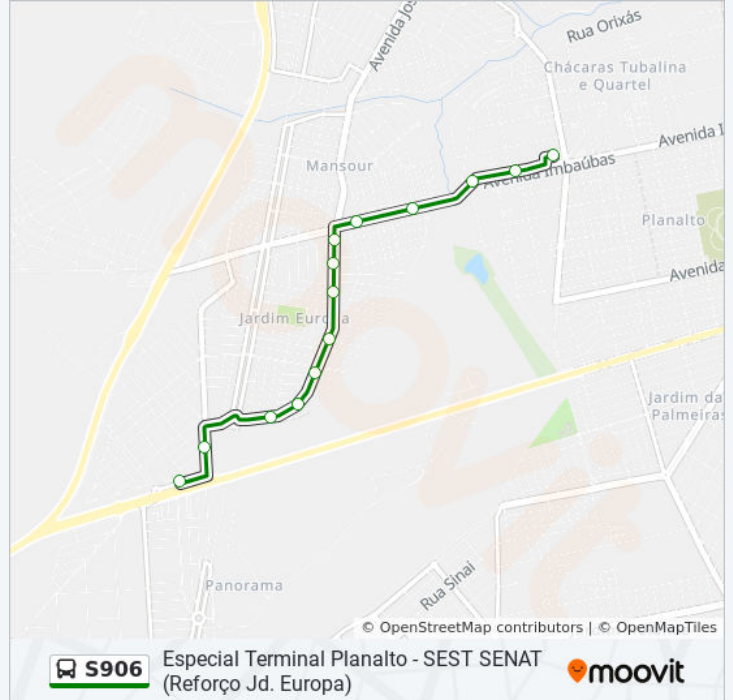 Avenida Jos
Rua Orixás
Chácaras Tubalina
e Quartel
Avenida I
Mansour
Avenida Imbaúbas
Planalto
Avenida
Jardim Europa
Jardim da
Palmeiras
Panorama
Rua Sinai
© OpenStreetMap contributors | © OpenMapTiles
S906
Especial Terminal Planalto - SEST SENAT
(Reforço Jd. Europa)
moovit
moovit